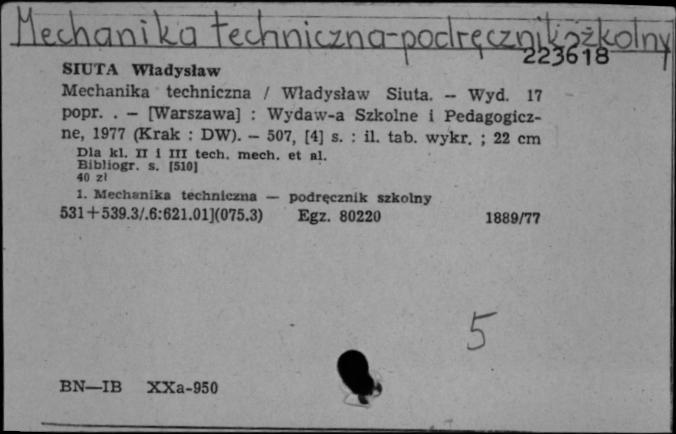 Mechanika techniczna-podręcznik szkolny
223618
SIUTA Władysław
Mechanika techniczna / Władysław Siuta. — Wyd. 17
popr. . — [Warszawa] : Wydaw-a Szkolne i Pedagogicz-
ne, 1977 (Krak : DW). — 507, [4] s. : il. tab. wykr. ; 22 cm
Dla kl. II i III tech. mech. et al.
Bibliogr. s. [510]
40 zł
1. Mechanika techniczna — podręcznik szkolny
531+539.3/.6:621.01](075.3) Egz. 80220 1889/77
5
BN—IB XXa-950